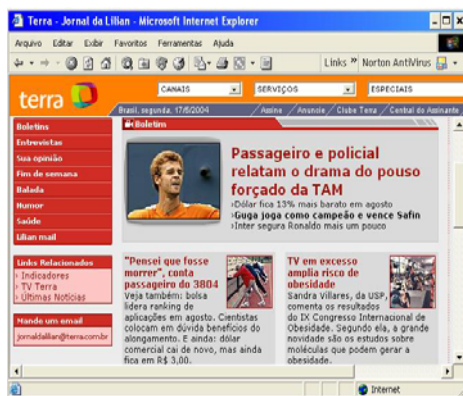 Terra - Jornal da Lílian - Microsoft Internet Explorer
Arquivo Editar Exibir Favoritos Ferramentas Ajuda
Links » Norton AntiVirus
CANAIS SERVIÇOS ESPECIAIS
terra
Brasil, segunda, 17/6/2004 / Assine / Anuncie / Clube Terra / Central do Assinante
Boletins
Entrevistas
Sua opinião
Fim de semana
Balada
Humor
Saúde
Lilian mail
Links Relacionados
› Indicadores
› TV Terra
› Últimas Notícias
Mande um email
jornaldalilian@terra.com.br
Boletim
Passageiro e policial
relatam o drama do pouso
forçado da TAM
›Dólar fica 13% mais barato em agosto
›Guga joga como campeão e vence Safin
›Inter segura Ronaldo mais um pouco
"Pensei que fosse
morrer", conta
passageiro do 3804
Veja também: bolsa
lidera ranking de
aplicações em agosto. Cientistas
colocam em dúvida benefícios do
alongamento. E ainda: dólar
comercial cai de novo, mas ainda
fica em R$ 3,00.
TV em excesso
amplia risco de
obesidade
Sandra Villares, da USP,
comenta os resultados
do IX Congresso Internacional de
Obesidade. Segundo ela, a grande
novidade são os estudos sobre
moléculas que podem gerar a
obesidade.
Internet